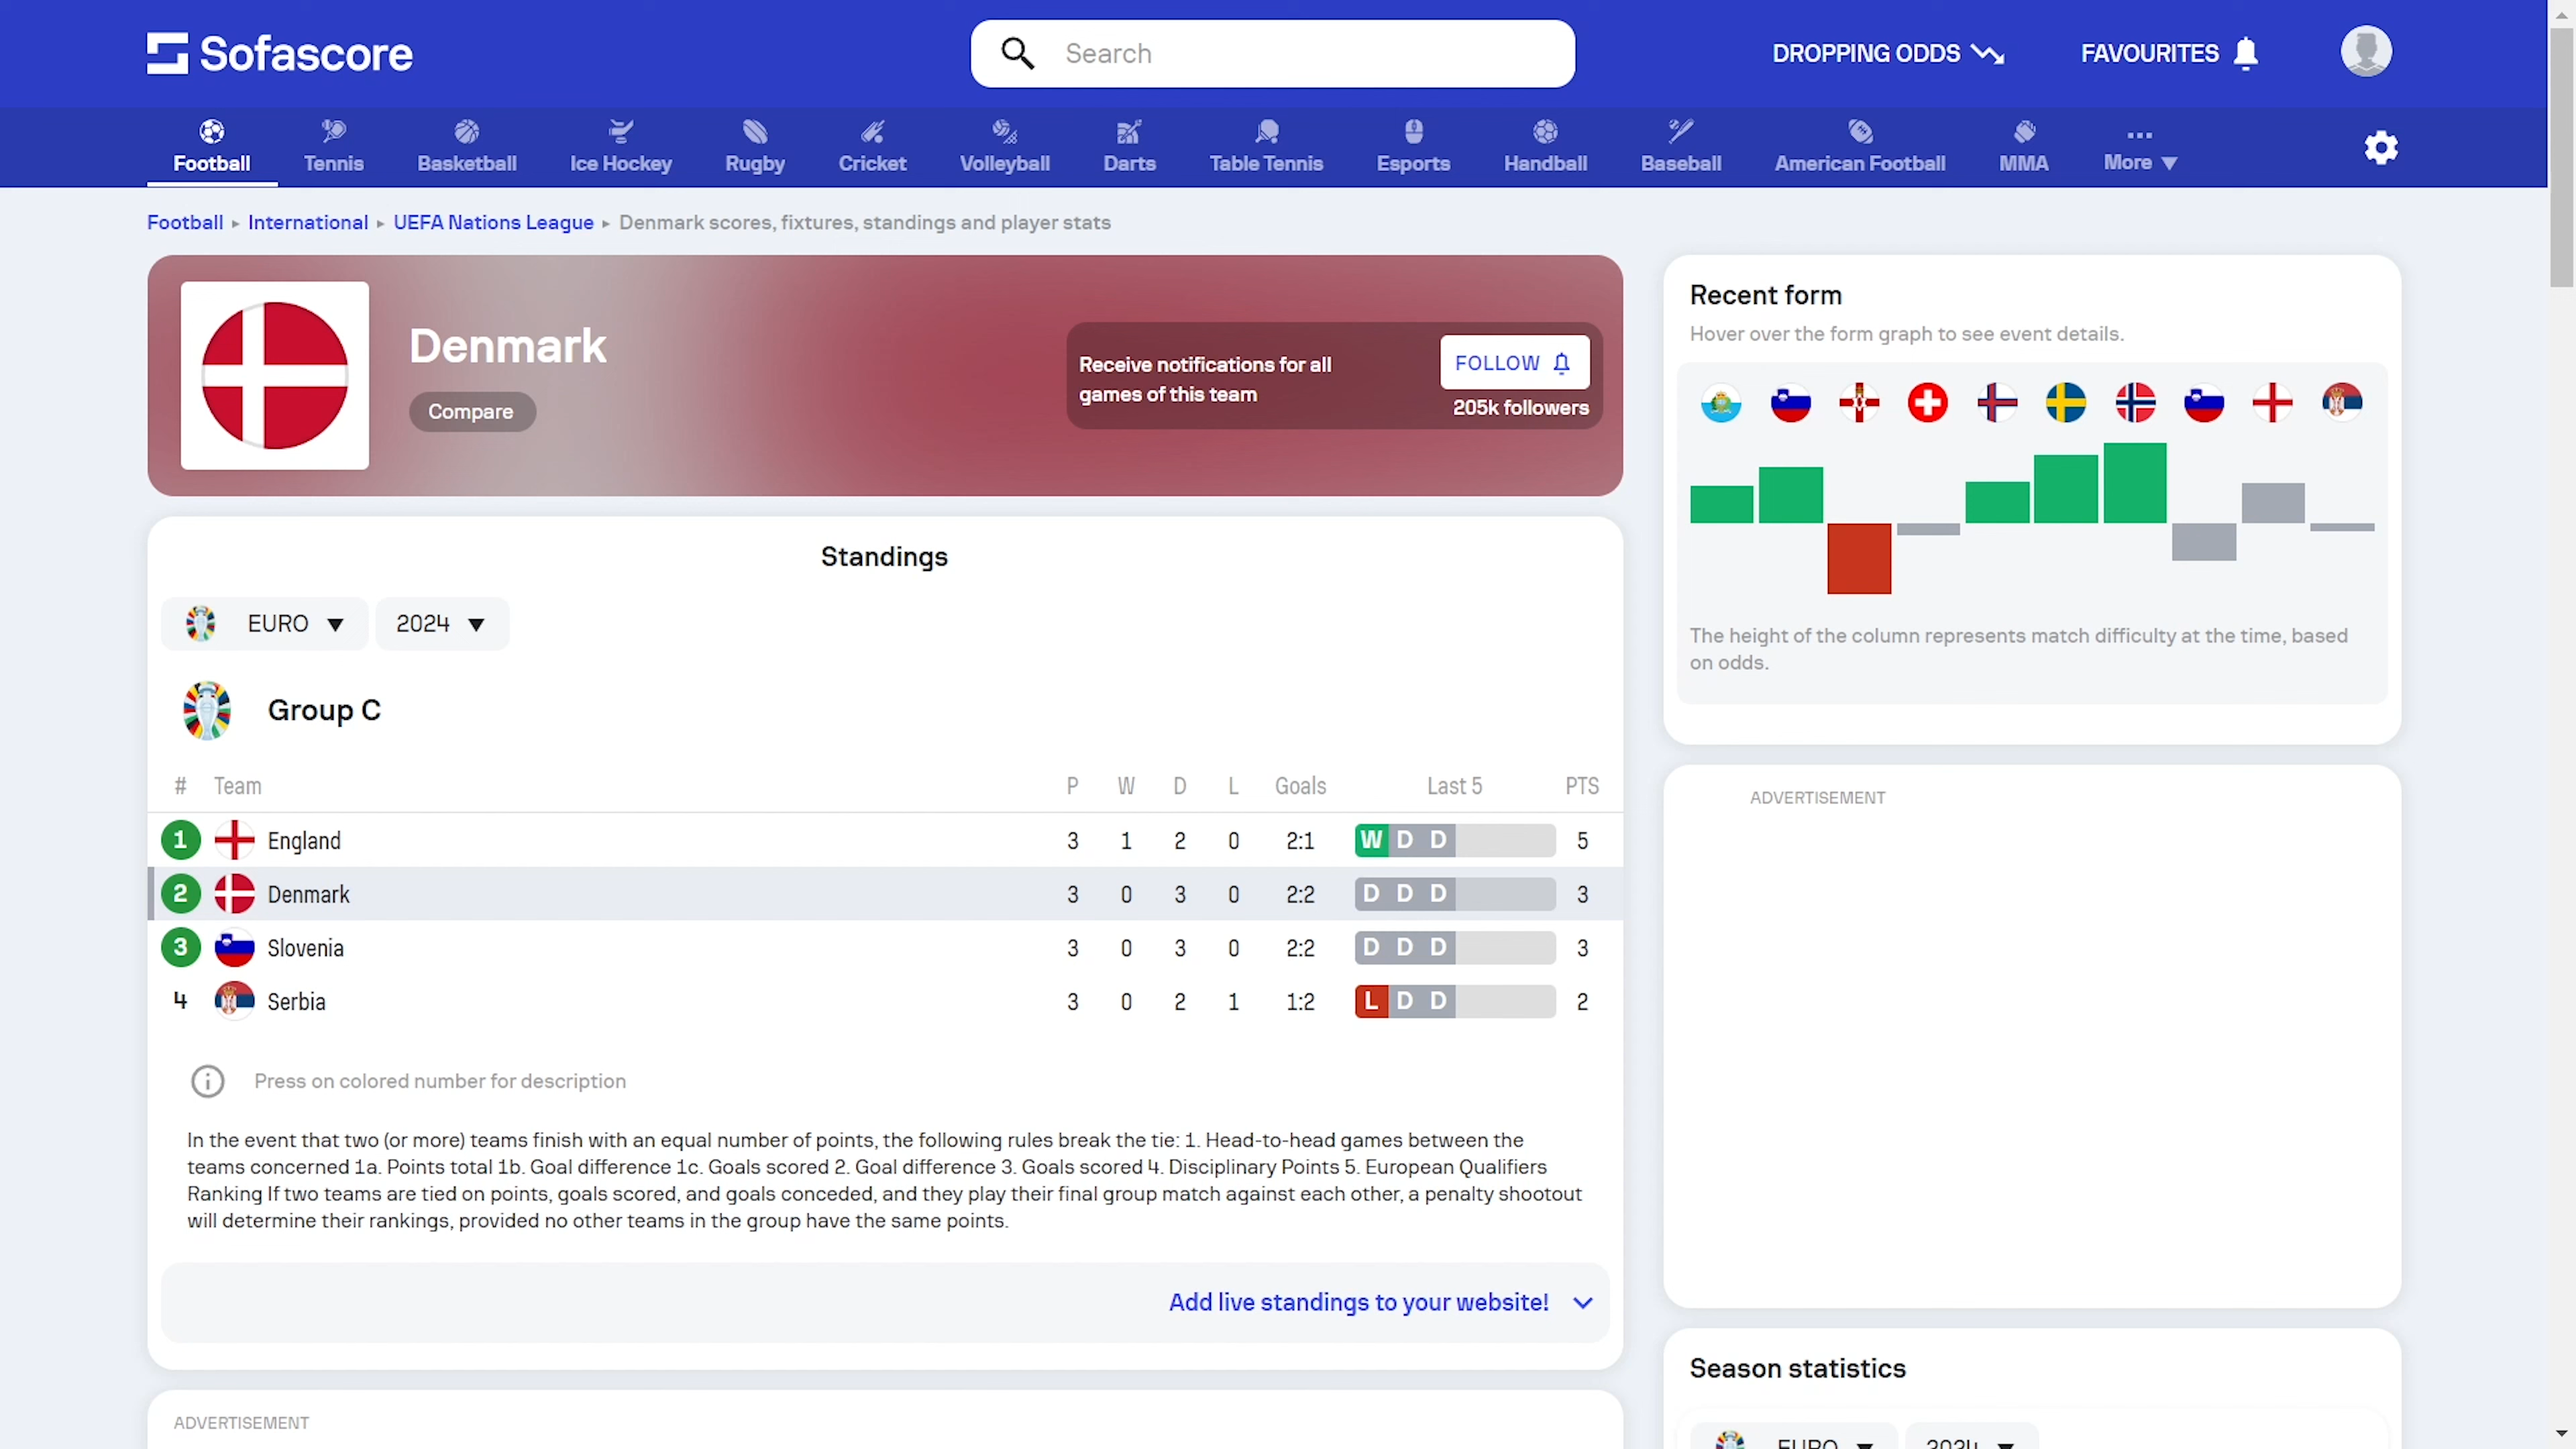 Sofascore
Search
DROPPING ODDS
FAVOURITES
Football
Tennis
Basketball
Ice Hockey
Rugby
Cricket
Volleyball
Darts
Table Tennis
Esports
Handball
Baseball
American Football
MMA
More
Football ▸ International ▸ UEFA Nations League ▸ Denmark scores, fixtures, standings and player stats
Denmark
Compare
Receive notifications for all
games of this team
FOLLOW
205k followers
Standings
EURO
2024
Group C
# Team P W D L Goals Last 5 PTS
1 England 3 1 2 0 2:1 W D D 5
2 Denmark 3 0 3 0 2:2 D D D 3
3 Slovenia 3 0 3 0 2:2 D D D 3
4 Serbia 3 0 2 1 1:2 L D D 2
Press on colored number for description
In the event that two (or more) teams finish with an equal number of points, the following rules break the tie: 1. Head-to-head games between the
teams concerned 1a. Points total 1b. Goal difference 1c. Goals scored 2. Goal difference 3. Goals scored 4. Disciplinary Points 5. European Qualifiers
Ranking If two teams are tied on points, goals scored, and goals conceded, and they play their final group match against each other, a penalty shootout
will determine their rankings, provided no other teams in the group have the same points.
Add live standings to your website!
ADVERTISEMENT
Recent form
Hover over the form graph to see event details.
The height of the column represents match difficulty at the time, based
on odds.
ADVERTISEMENT
Season statistics
EURO
2024